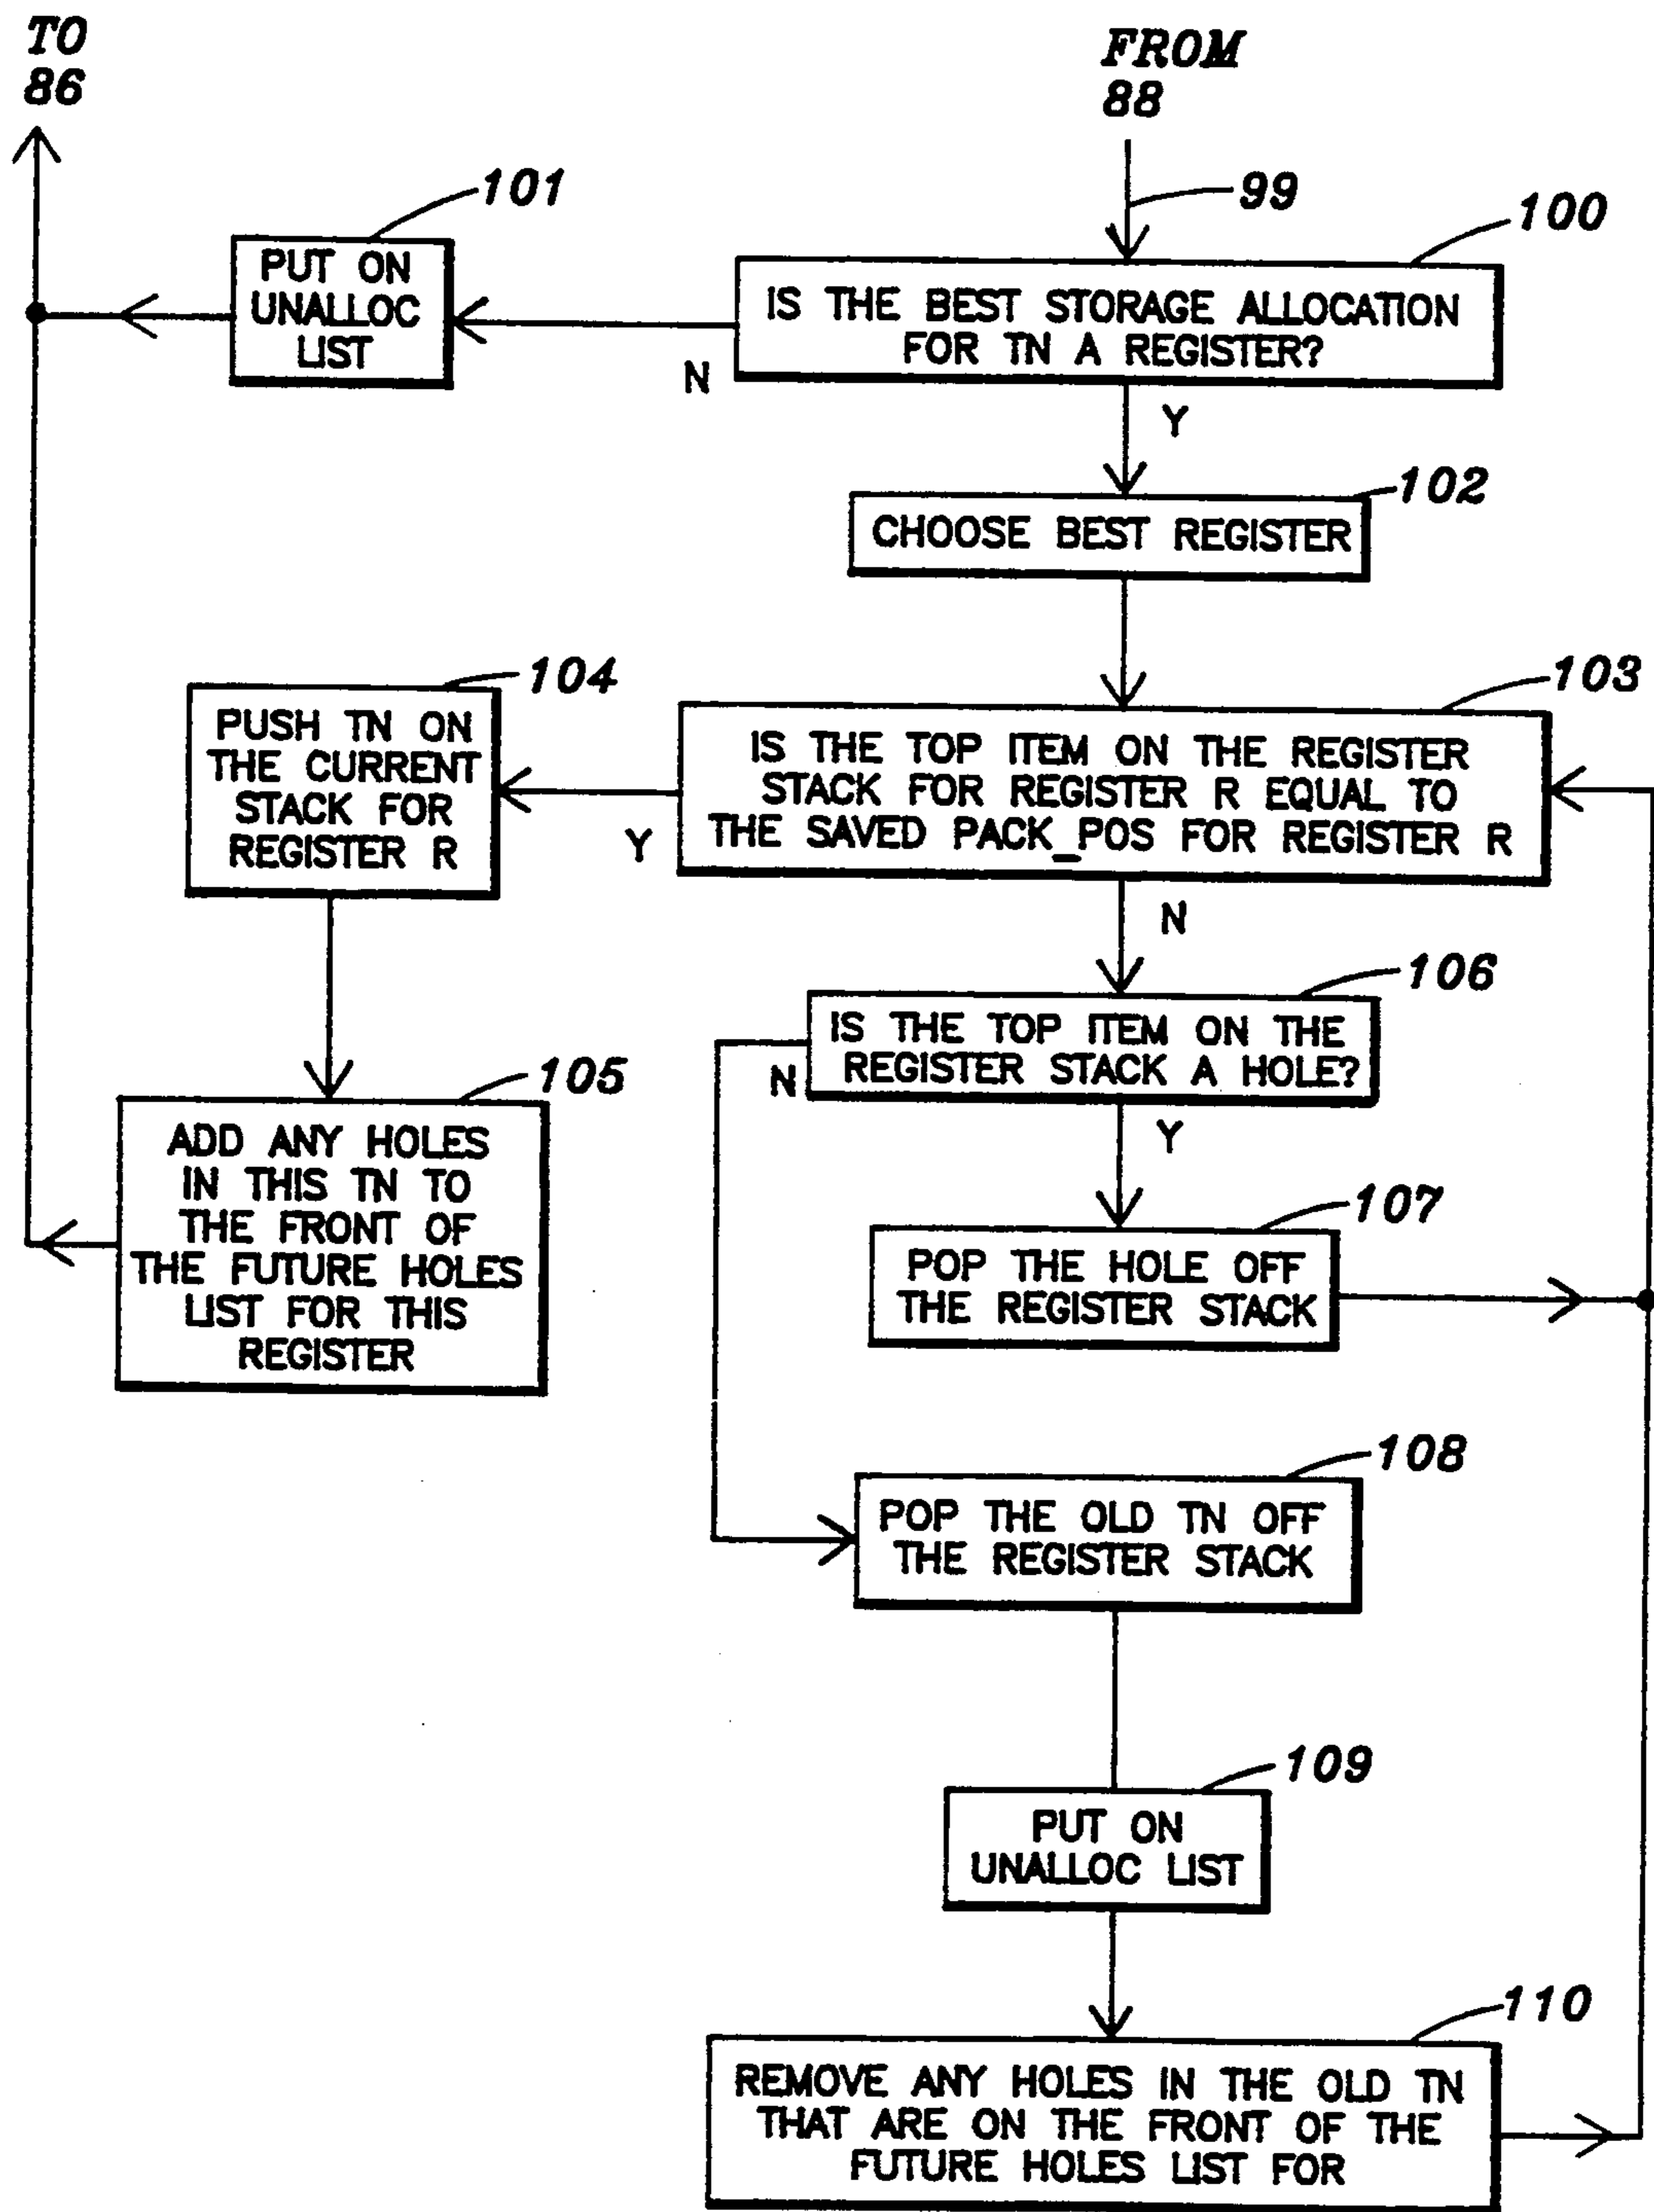 TO
86
FROM
88
99
100
IS THE BEST STORAGE ALLOCATION
FOR TN A REGISTER?
N
Y
101
PUT ON
UNALLOC
LIST
102
CHOOSE BEST REGISTER
103
IS THE TOP ITEM ON THE REGISTER
STACK FOR REGISTER R EQUAL TO
THE SAVED PACK_POS FOR REGISTER R
Y
N
104
PUSH TN ON
THE CURRENT
STACK FOR
REGISTER R
105
ADD ANY HOLES
IN THIS TN TO
THE FRONT OF
THE FUTURE HOLES
LIST FOR THIS
REGISTER
106
IS THE TOP ITEM ON THE
REGISTER STACK A HOLE?
N
Y
107
POP THE HOLE OFF
THE REGISTER STACK
108
POP THE OLD TN OFF
THE REGISTER STACK
109
PUT ON
UNALLOC LIST
110
REMOVE ANY HOLES IN THE OLD TN
THAT ARE ON THE FRONT OF THE
FUTURE HOLES LIST FOR